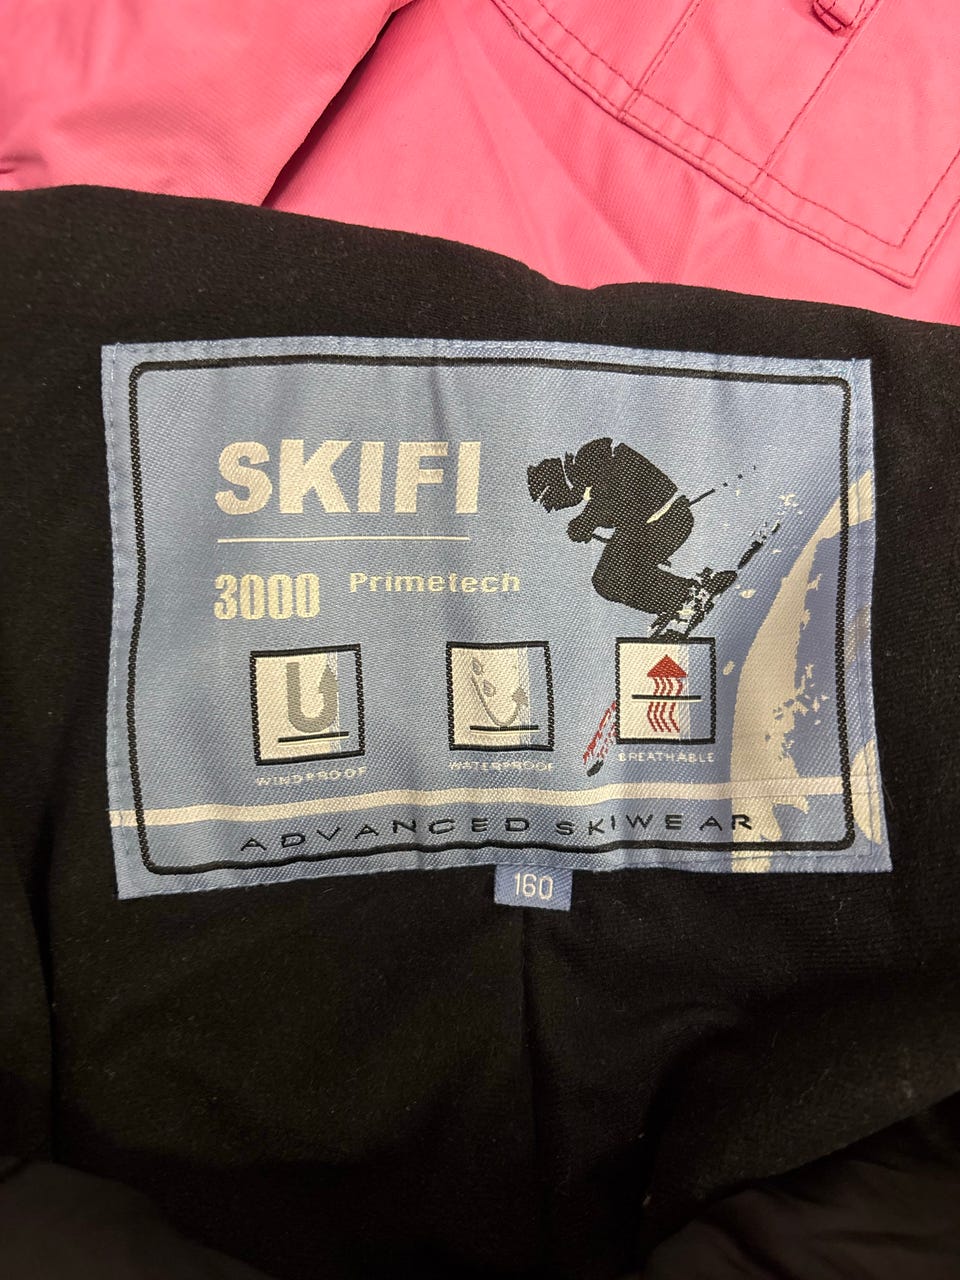 SKIFI
3000 Primetech
WINDPROOF WATERPROOF BREATHABLE
ADVANCED SKIWEAR
160